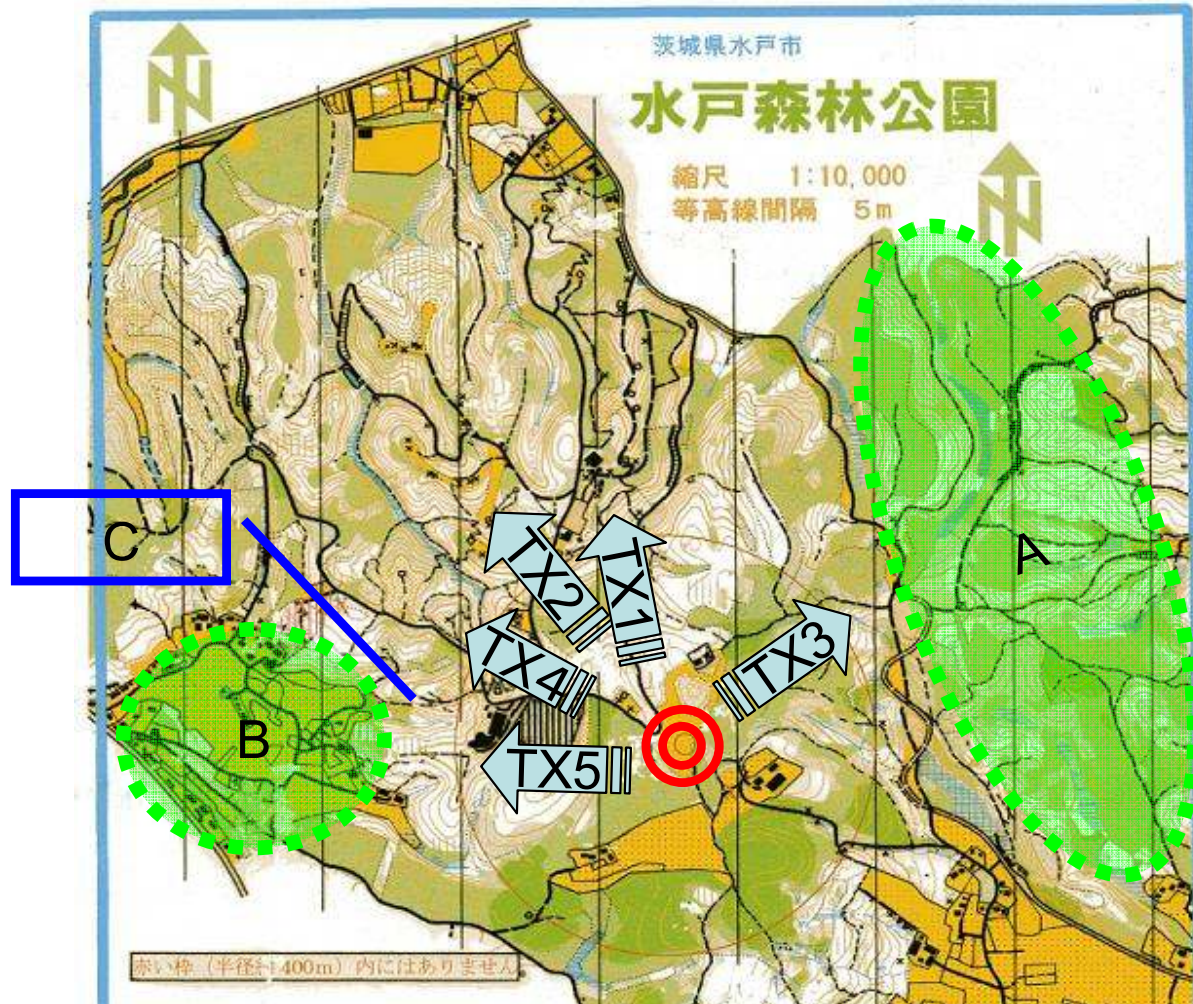 茨城県水戸市
水戸森林公園
縮尺 1:10,000
等高線間隔 5m
N
N
C
B
A
TX1
TX2
TX3
TX4
TX5
赤い枠(半径約400m)内にはありません